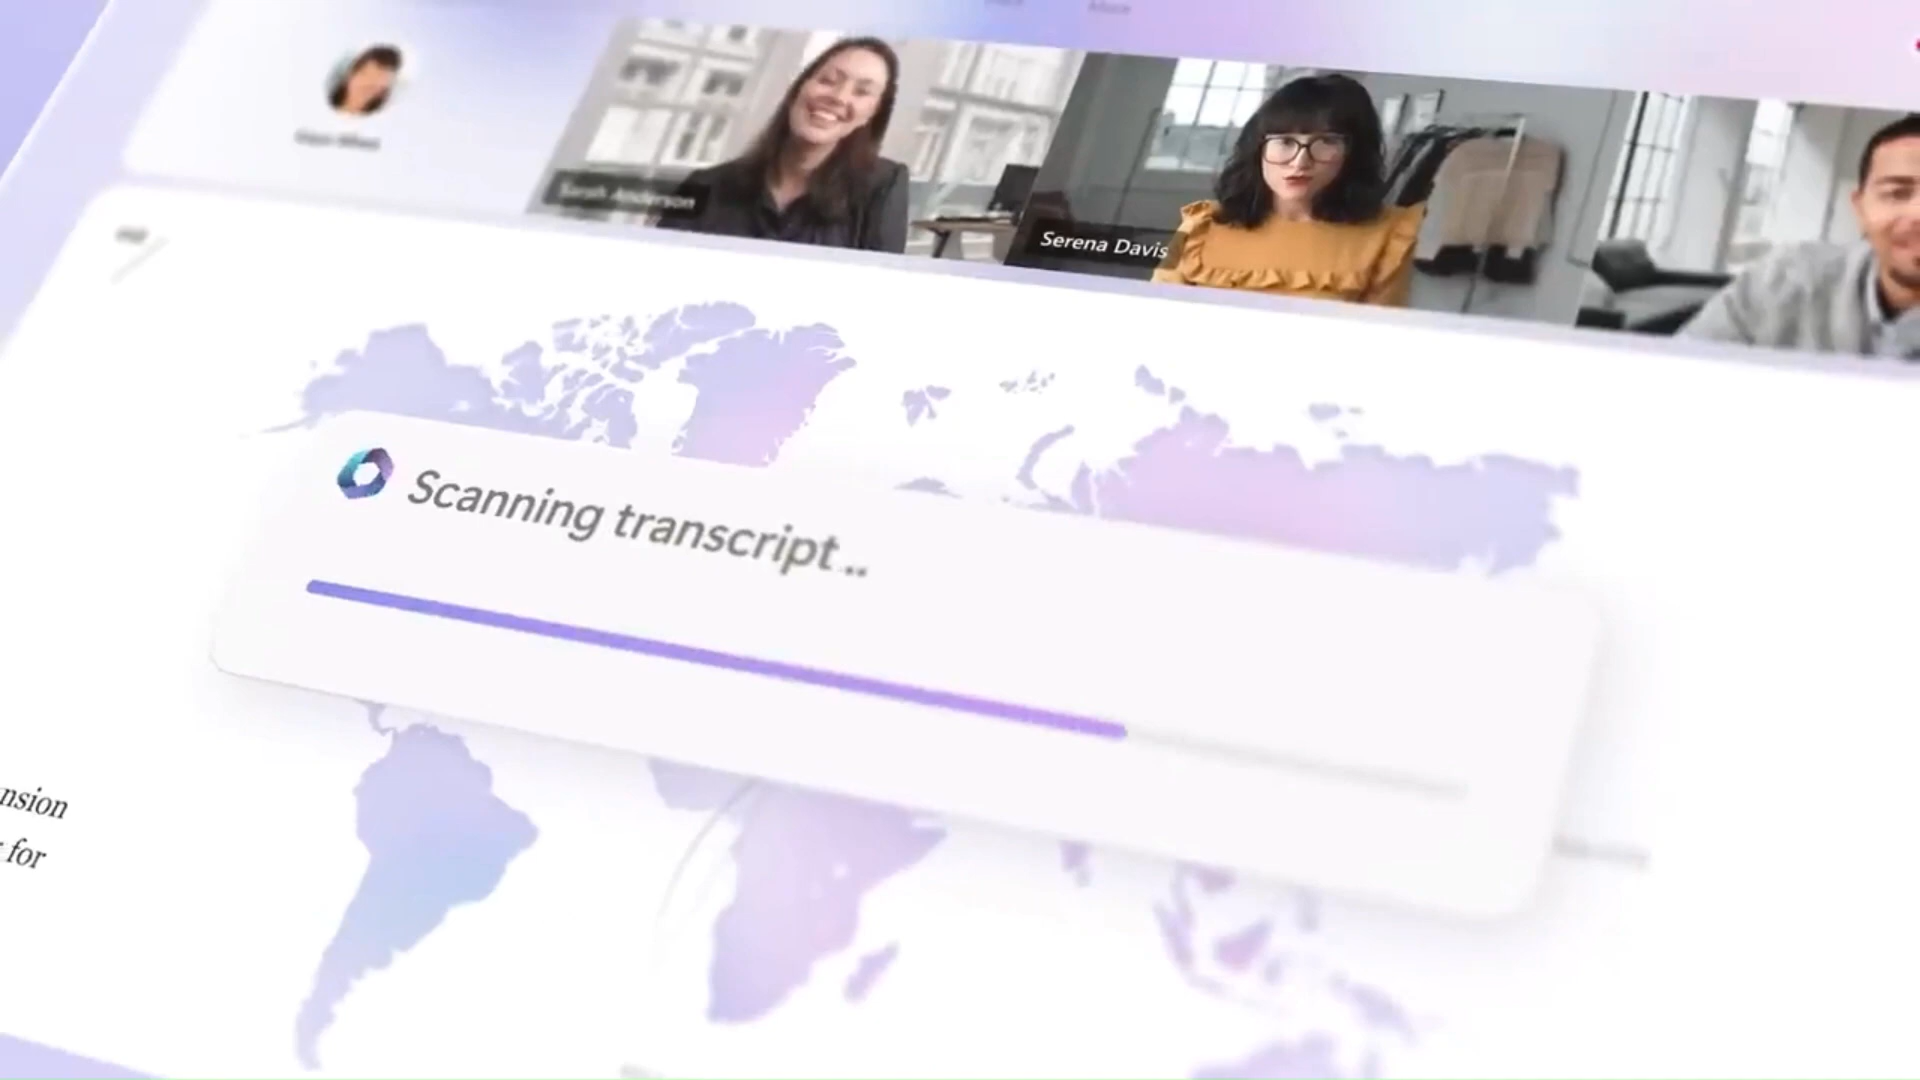 Sarah Anderson
Serena Davis
Scanning transcript..
nsion
for